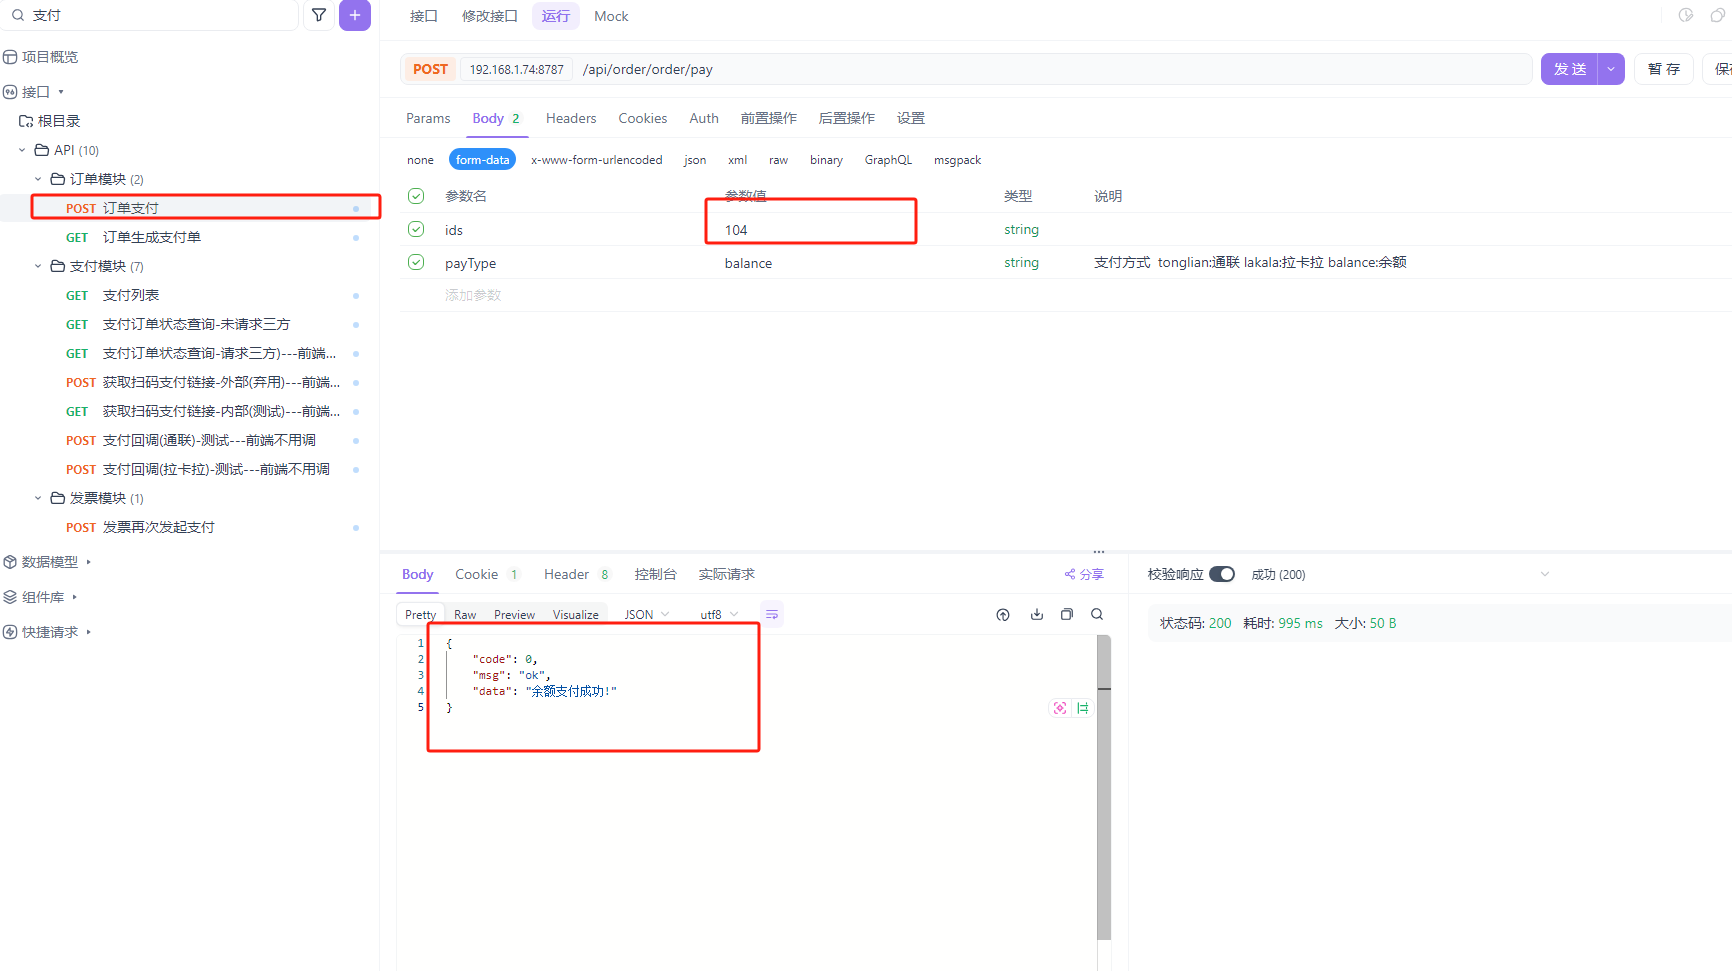 支付
项目概览
接口
根目录
API (10)
订单模块 (2)
POST 订单支付
GET 订单生成支付单
支付模块 (7)
GET 支付列表
GET 支付订单状态查询-未请求三方
GET 支付订单状态查询-请求三方)---前端...
POST 获取扫码支付链接-外部(弃用)---前端...
GET 获取扫码支付链接-内部(测试)---前端...
POST 支付回调(通联)-测试---前端不用调
POST 支付回调(拉卡拉)-测试---前端不用调
发票模块 (1)
POST 发票再次发起支付
数据模型
组件库
快捷请求
接口 修改接口 运行 Mock
POST 192.168.1.74:8787 /api/order/order/pay 发 送 暂 存
Params Body 2 Headers Cookies Auth 前置操作 后置操作 设置
none form-data x-www-form-urlencoded json xml raw binary GraphQL msgpack
参数名 参数值 类型 说明
ids 104 string
payType balance string 支付方式 tonglian:通联 lakala:拉卡拉 balance:余额
添加参数
Body Cookie 1 Header 8 控制台 实际请求 分享
Pretty Raw Preview Visualize JSON utf8
1 {
2 "code": 0,
3 "msg": "ok",
4 "data": "余额支付成功!"
5 }
校验响应 成功 (200)
状态码: 200 耗时: 995 ms 大小: 50 B